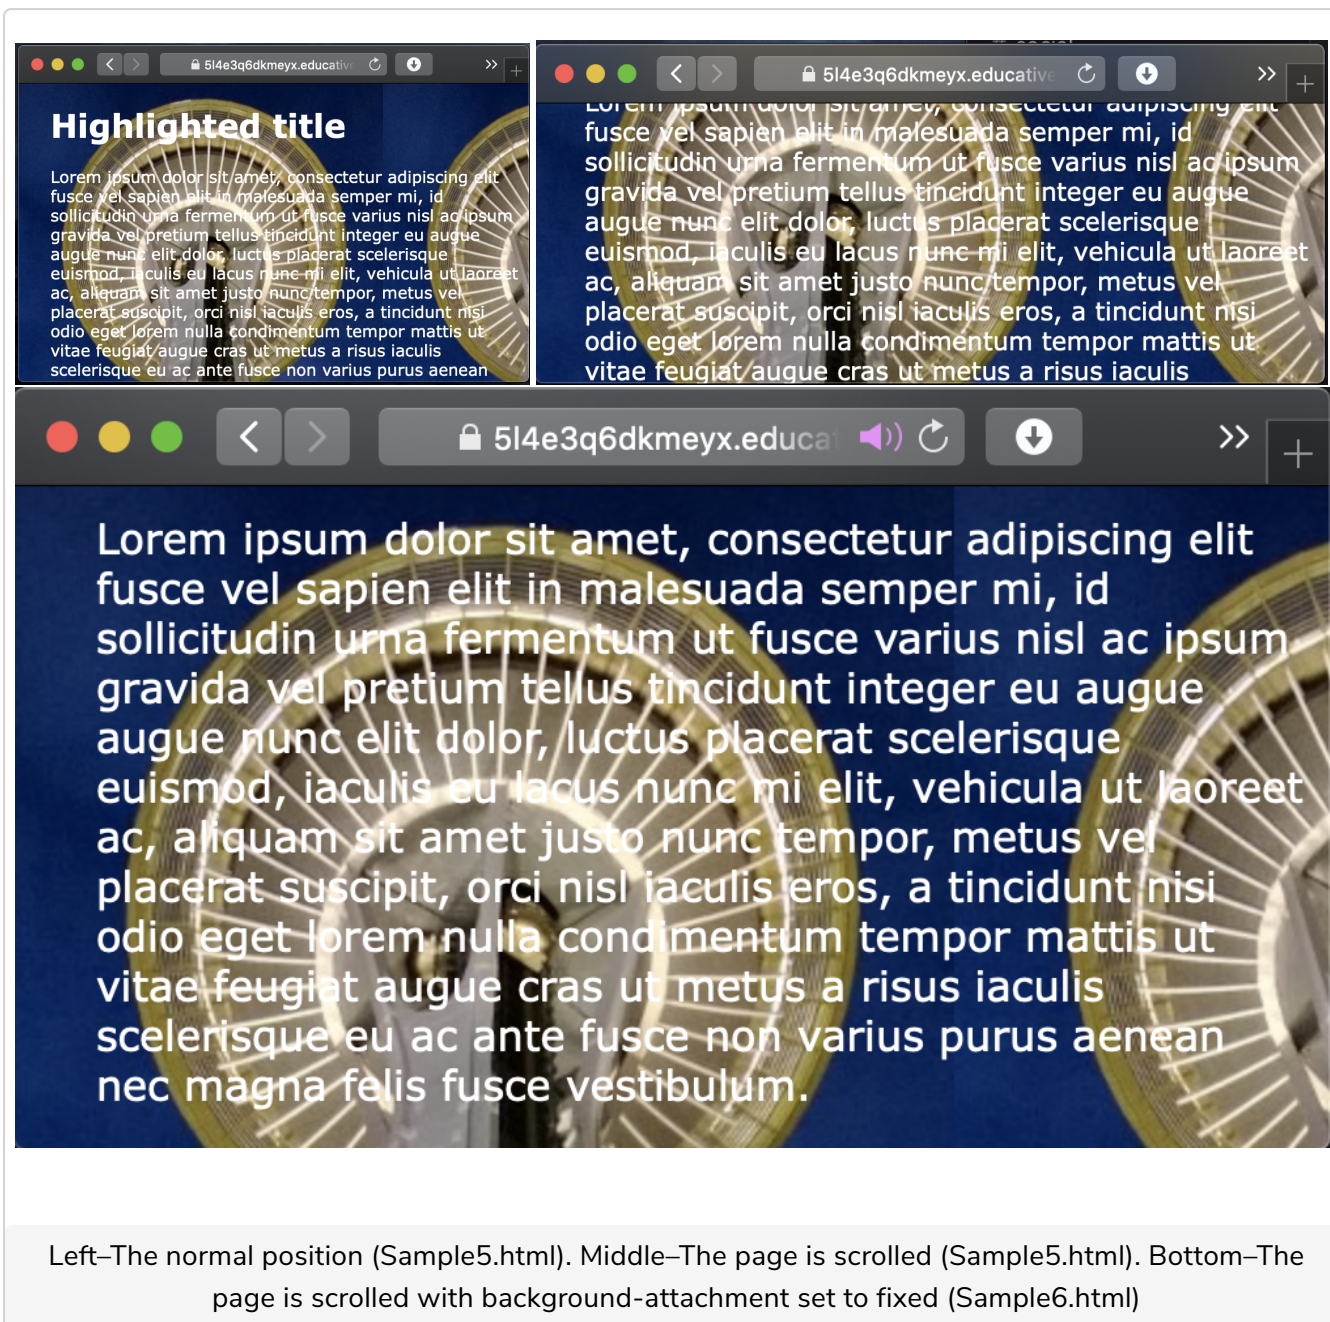 5l4e3q6dkmeyx.educative
Highlighted title
Lorem ipsum dolor sit amet, consectetur adipiscing elit
fusce vel sapien elit in malesuada semper mi, id
sollicitudin urna fermentum ut fusce varius nisl ac ipsum
gravida vel pretium tellus tincidunt integer eu augue
augue nunc elit dolor, luctus placerat scelerisque
euismod, iaculis eu lacus nunc mi elit, vehicula ut laoreet
ac, aliquam sit amet justo nunc tempor, metus vel
placerat suscipit, orci nisl iaculis eros, a tincidunt nisi
odio eget lorem nulla condimentum tempor mattis ut
vitae feugiat augue cras ut metus a risus iaculis
scelerisque eu ac ante fusce non varius purus aenean
5l4e3q6dkmeyx.educative
Lorem ipsum dolor sit amet, consectetur adipiscing elit
fusce vel sapien elit in malesuada semper mi, id
sollicitudin urna fermentum ut fusce varius nisl ac ipsum
gravida vel pretium tellus tincidunt integer eu augue
augue nunc elit dolor, luctus placerat scelerisque
euismod, iaculis eu lacus nunc mi elit, vehicula ut laoreet
ac, aliquam sit amet justo nunc tempor, metus vel
placerat suscipit, orci nisl iaculis eros, a tincidunt nisi
odio eget lorem nulla condimentum tempor mattis ut
vitae feugiat augue cras ut metus a risus iaculis
5l4e3q6dkmeyx.educat
Lorem ipsum dolor sit amet, consectetur adipiscing elit
fusce vel sapien elit in malesuada semper mi, id
sollicitudin urna fermentum ut fusce varius nisl ac ipsum
gravida vel pretium tellus tincidunt integer eu augue
augue nunc elit dolor, luctus placerat scelerisque
euismod, iaculis eu lacus nunc mi elit, vehicula ut laoreet
ac, aliquam sit amet justo nunc tempor, metus vel
placerat suscipit, orci nisl iaculis eros, a tincidunt nisi
odio eget lorem nulla condimentum tempor mattis ut
vitae feugiat augue cras ut metus a risus iaculis
scelerisque eu ac ante fusce non varius purus aenean
nec magna felis fusce vestibulum.
Left–The normal position (Sample5.html). Middle–The page is scrolled (Sample5.html). Bottom–The
page is scrolled with background-attachment set to fixed (Sample6.html)